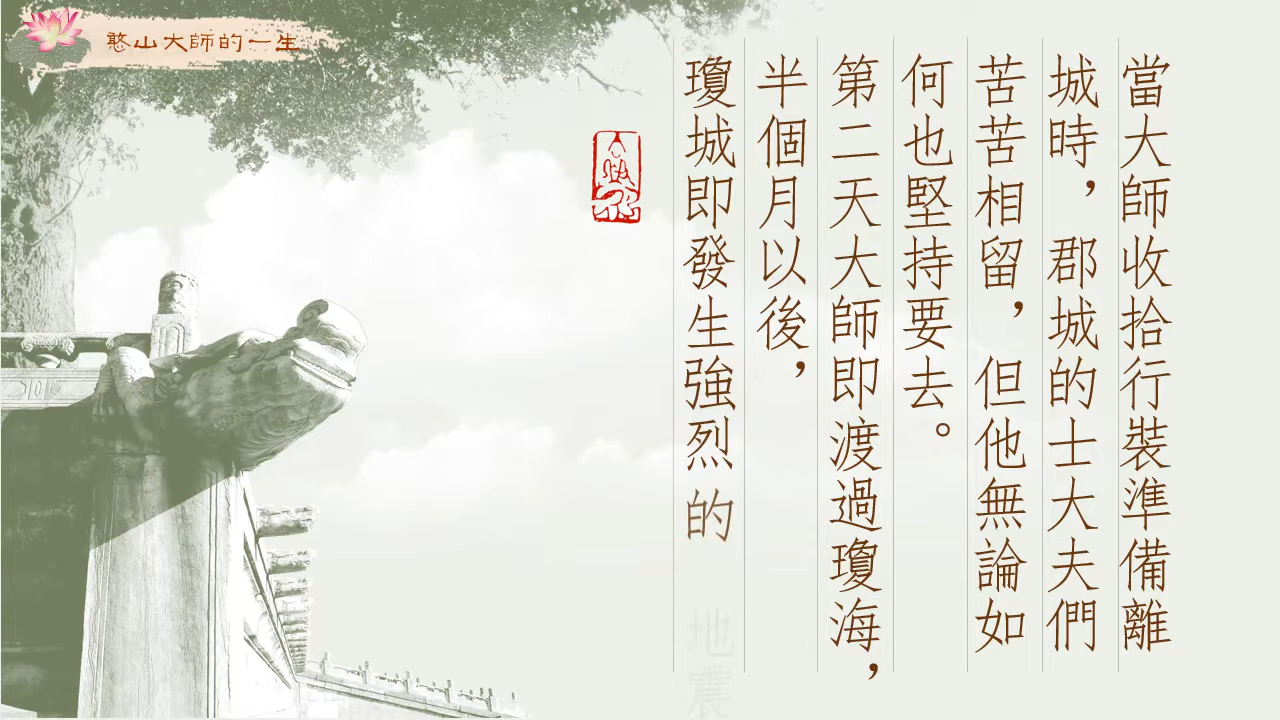 憨山大師的一生
當大師收拾行裝準備離
城時，郡城的士大夫們
苦苦相留，但他無論如
何也堅持要去。
第二天大師即渡過瓊海，
半個月以後，
瓊城即發生強烈的地震